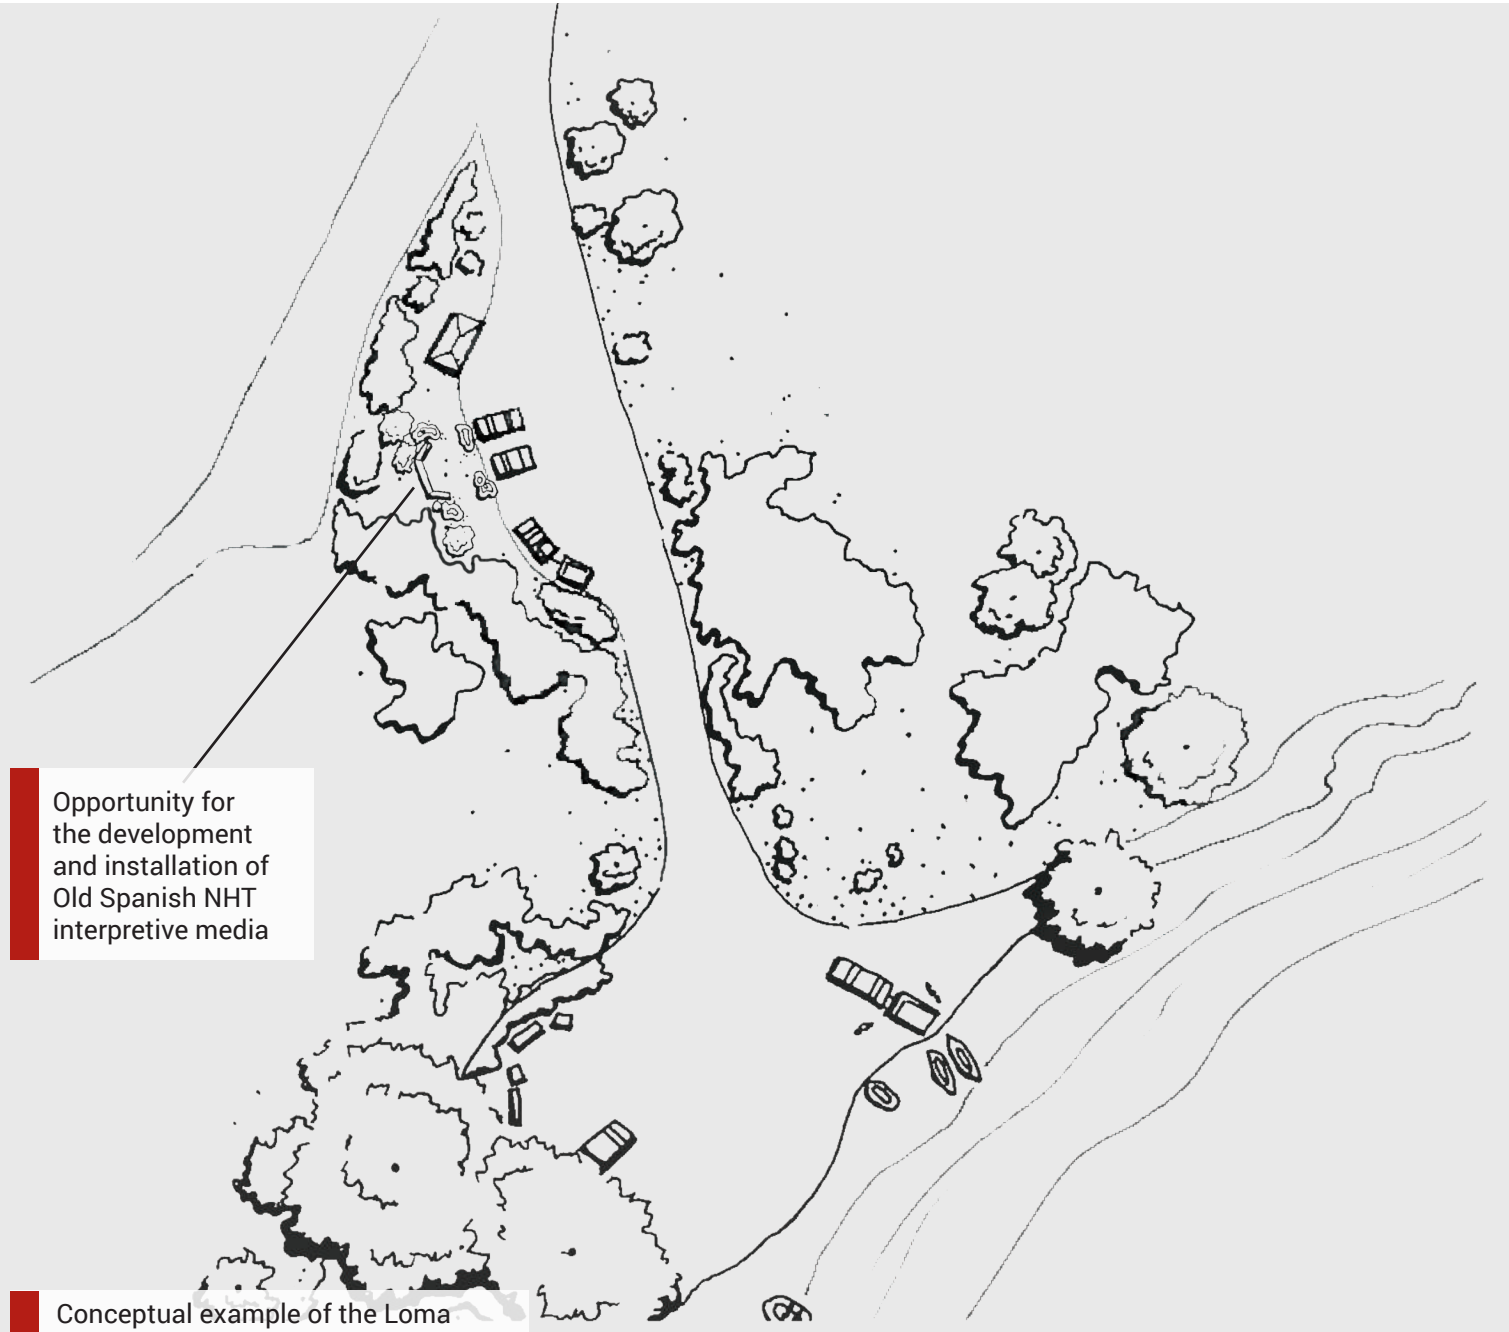 Opportunity for
the development
and installation of
Old Spanish NHT
interpretive media
Conceptual example of the Loma